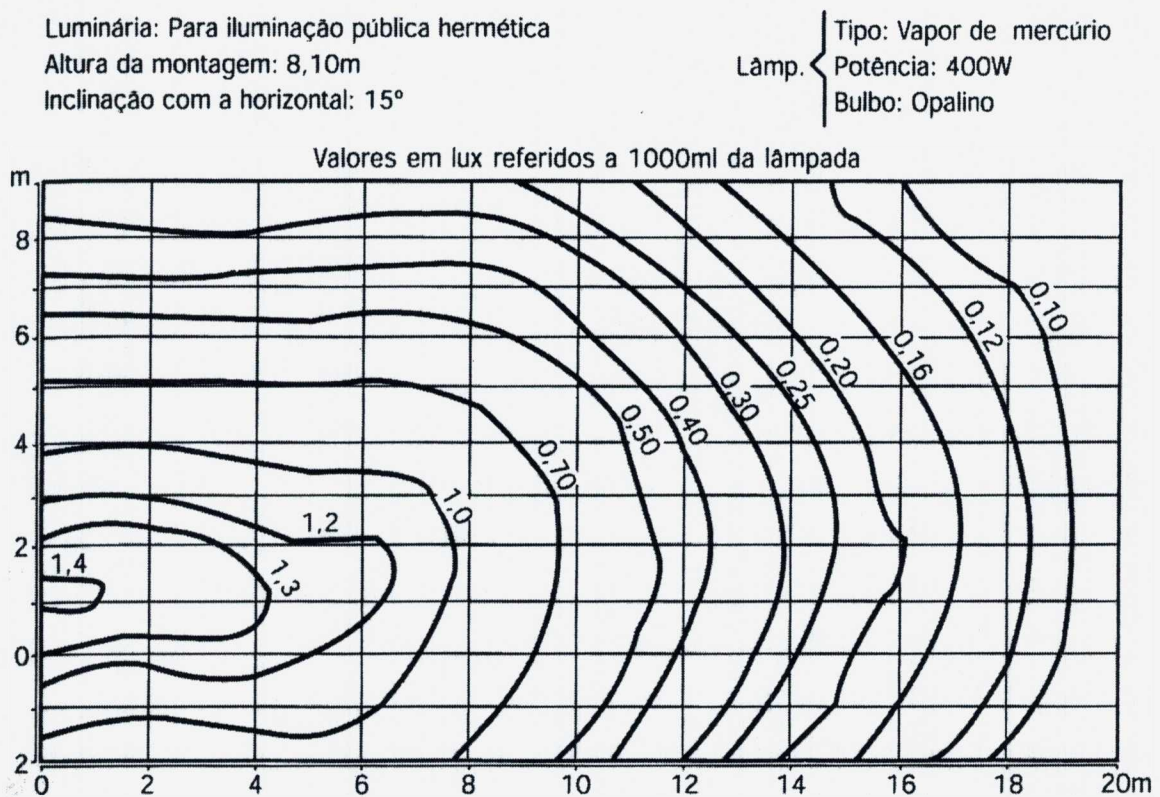 Luminária: Para iluminação pública hermética
Altura da montagem: 8,10m
Inclinação com a horizontal: 15º
Lâmp.
Tipo: Vapor de mercúrio
Potência: 400W
Bulbo: Opalino
Valores em lux referidos a 1000ml da lâmpada
m
8
6
4
2
0
2
0,10
0,12
0,16
0,20
0,25
0,30
0,40
0,50
0,70
1,0
1,2
1,3
1,4
0 2 4 6 8 10 12 14 16 18 20m